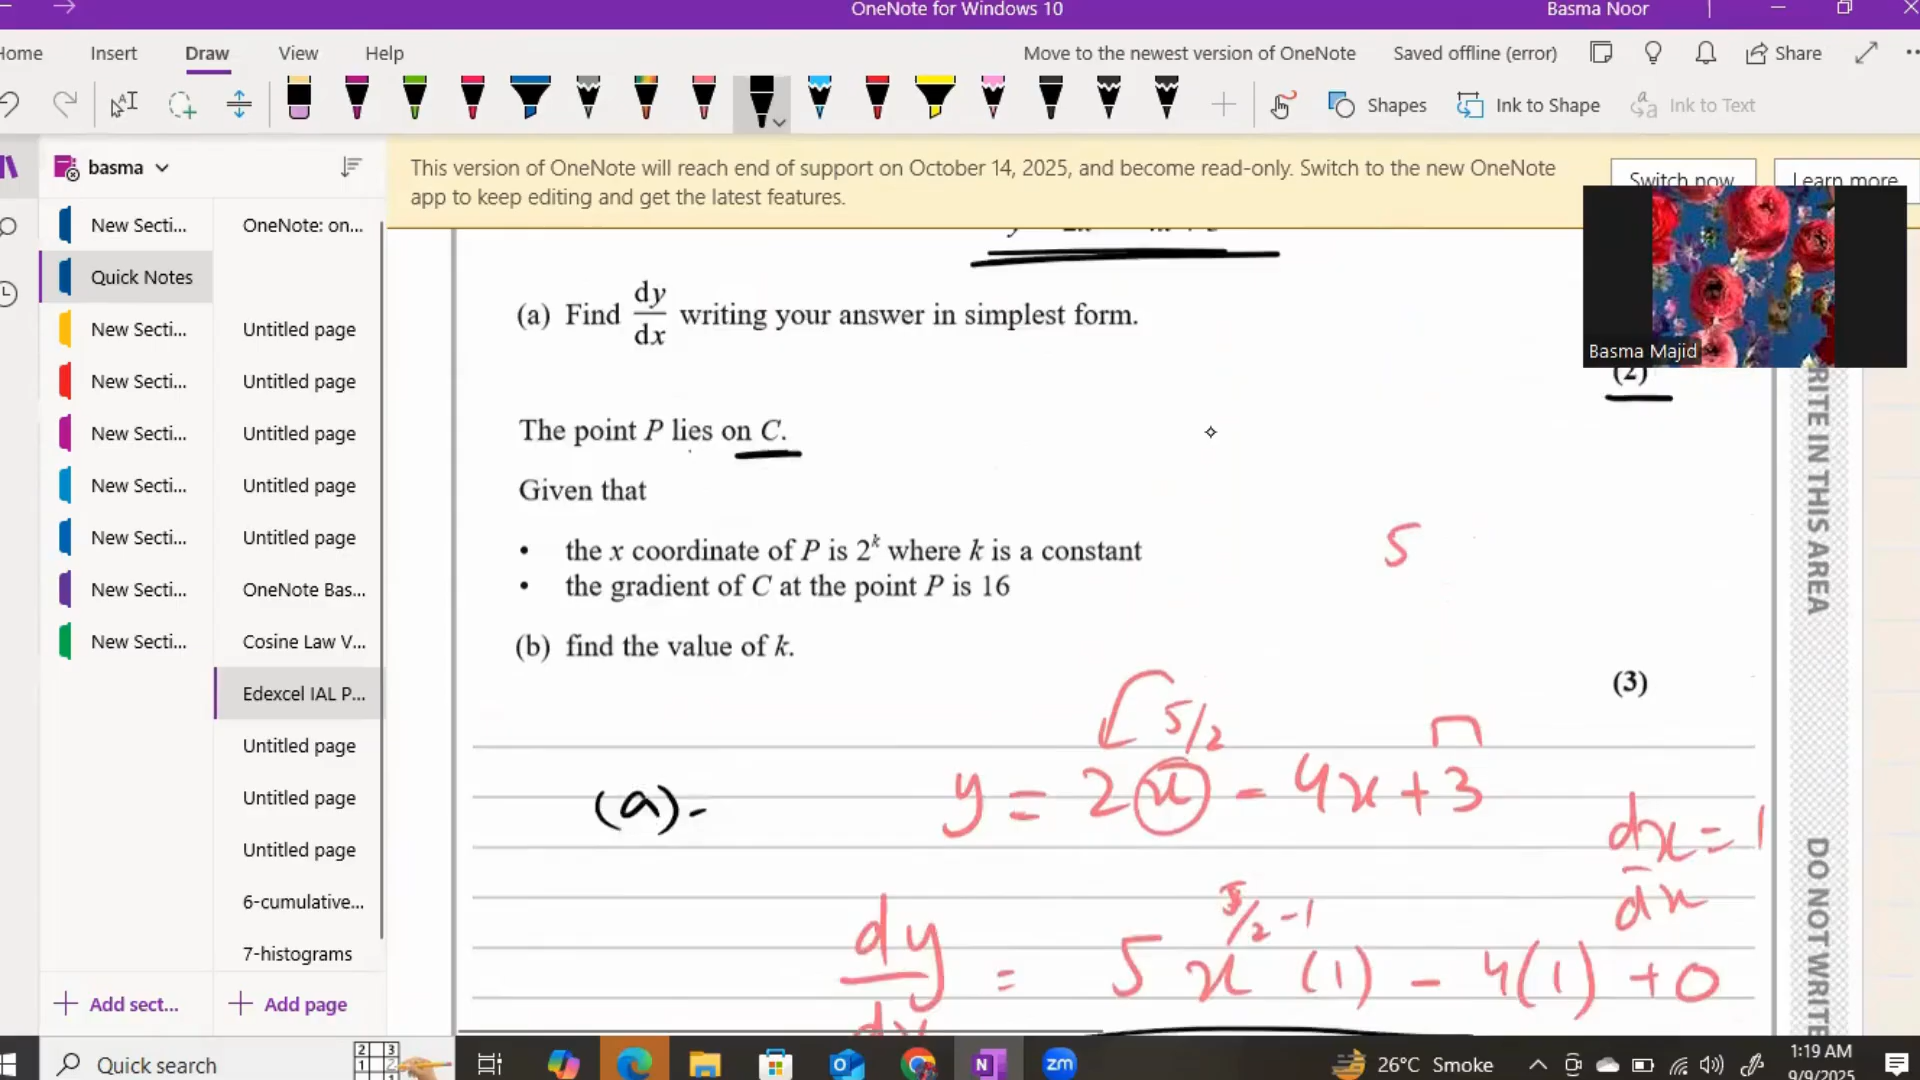 OneNote for Windows 10
Basma Noor
Home Insert Draw View Help
Move to the newest version of OneNote Saved offline (error) Share
Shapes Ink to Shape Ink to Text
basma
This version of OneNote will reach end of support on October 14, 2025, and become read-only. Switch to the new OneNote
app to keep editing and get the latest features.
Switch now Learn more
New Secti...
Quick Notes
New Secti...
New Secti...
New Secti...
New Secti...
New Secti...
New Secti...
New Secti...
Add sect...
OneNote: on...
Untitled page
Untitled page
Untitled page
Untitled page
Untitled page
OneNote Bas...
Cosine Law V...
Edexcel IAL P...
Untitled page
Untitled page
Untitled page
6-cumulative...
7-histograms
Add page
Basma Majid
(a) Find dy/dx writing your answer in simplest form.
(2)
The point P lies on C.
Given that
• the x coordinate of P is 2^k where k is a constant
5
• the gradient of C at the point P is 16
(b) find the value of k.
(3)
(a)- y = 2x^5/2 - 4x + 3
dx/dx = 1
dy/dx = 5x^5/2-1 (1) - 4(1) + 0
RITE IN THIS AREA
DO NOT WRITE
Quick search
26°C Smoke
1:19 AM
9/9/2025